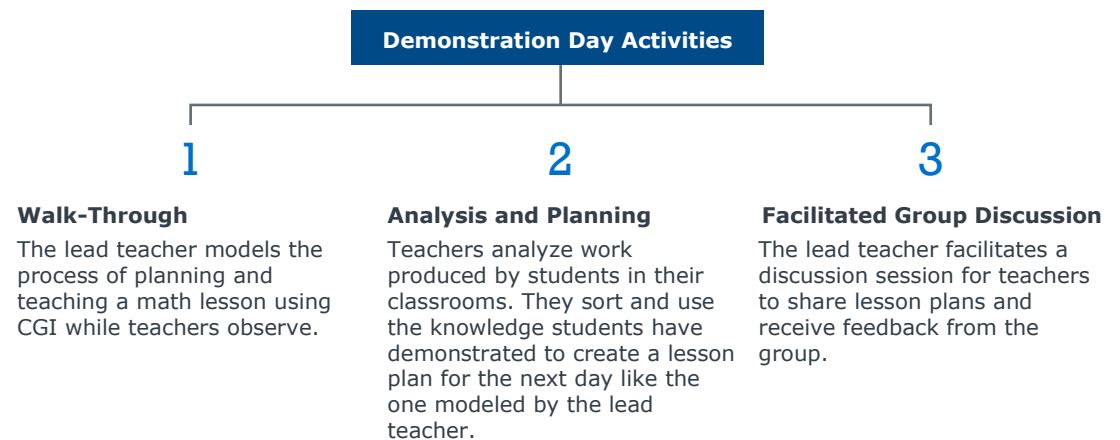 Demonstration Day Activities
1
Walk-Through
The lead teacher models the
process of planning and
teaching a math lesson using
CGI while teachers observe.
2
Analysis and Planning
Teachers analyze work
produced by students in their
classrooms. They sort and use
the knowledge students have
demonstrated to create a lesson
plan for the next day like the
one modeled by the lead
teacher.
3
Facilitated Group Discussion
The lead teacher facilitates a
discussion session for teachers
to share lesson plans and
receive feedback from the
group.